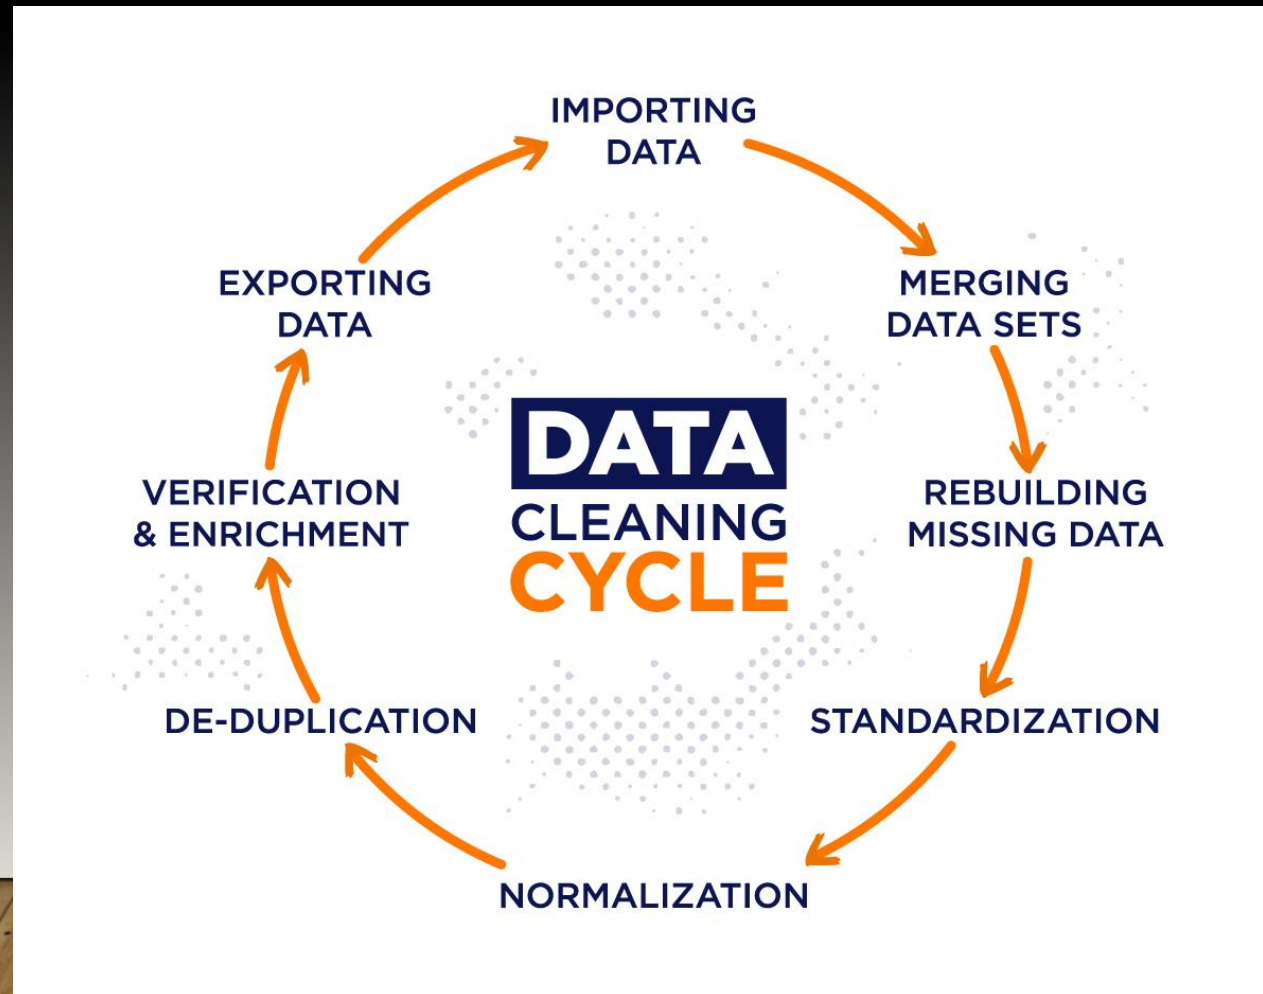 IMPORTING
DATA
MERGING
DATA SETS
REBUILDING
MISSING DATA
STANDARDIZATION
NORMALIZATION
DE-DUPLICATION
VERIFICATION
& ENRICHMENT
EXPORTING
DATA
DATA
CLEANING
CYCLE